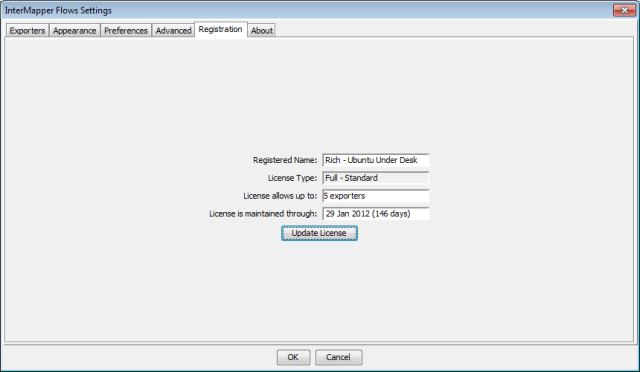 InterMapper Flows Settings
Exporters Appearance Preferences Advanced Registration About
Registered Name: Rich - Ubuntu Under Desk
License Type: Full - Standard
License allows up to: 5 exporters
License is maintained through: 29 Jan 2012 (146 days)
Update License
OK Cancel